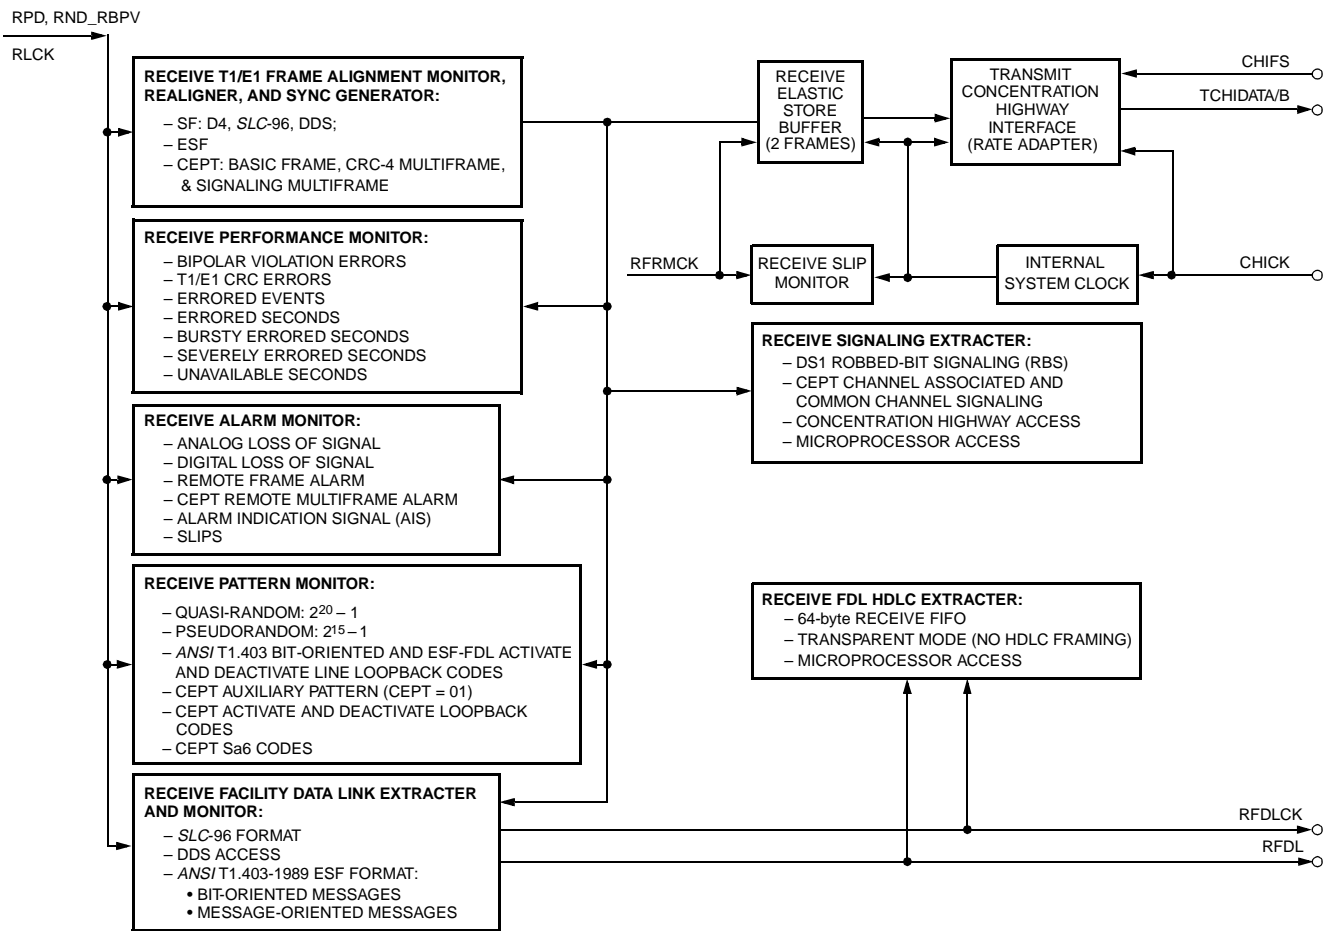 RPD, RND_RBPV
RLCK
RECEIVE T1/E1 FRAME ALIGNMENT MONITOR,
REALIGNER, AND SYNC GENERATOR:
– SF: D4, SLC-96, DDS;
– ESF
– CEPT: BASIC FRAME, CRC-4 MULTIFRAME,
& SIGNALING MULTIFRAME
RECEIVE
ELASTIC
STORE
BUFFER
(2 FRAMES)
TRANSMIT
CONCENTRATION
HIGHWAY
INTERFACE
(RATE ADAPTER)
CHIFS
TCHIDATA/B
RECEIVE PERFORMANCE MONITOR:
– BIPOLAR VIOLATION ERRORS
– T1/E1 CRC ERRORS
– ERRORED EVENTS
– ERRORED SECONDS
– BURSTY ERRORED SECONDS
– SEVERELY ERRORED SECONDS
– UNAVAILABLE SECONDS
RFRMCK
RECEIVE SLIP
MONITOR
INTERNAL
SYSTEM CLOCK
CHICK
RECEIVE SIGNALING EXTRACTER:
– DS1 ROBBED-BIT SIGNALING (RBS)
– CEPT CHANNEL ASSOCIATED AND
COMMON CHANNEL SIGNALING
– CONCENTRATION HIGHWAY ACCESS
– MICROPROCESSOR ACCESS
RECEIVE ALARM MONITOR:
– ANALOG LOSS OF SIGNAL
– DIGITAL LOSS OF SIGNAL
– REMOTE FRAME ALARM
– CEPT REMOTE MULTIFRAME ALARM
– ALARM INDICATION SIGNAL (AIS)
– SLIPS
RECEIVE PATTERN MONITOR:
– QUASI-RANDOM: 2²⁰ – 1
– PSEUDORANDOM: 2¹⁵ – 1
– ANSI T1.403 BIT-ORIENTED AND ESF-FDL ACTIVATE
AND DEACTIVATE LINE LOOPBACK CODES
– CEPT AUXILIARY PATTERN (CEPT = 01)
– CEPT ACTIVATE AND DEACTIVATE LOOPBACK
CODES
– CEPT Sa6 CODES
RECEIVE FDL HDLC EXTRACTER:
– 64-byte RECEIVE FIFO
– TRANSPARENT MODE (NO HDLC FRAMING)
– MICROPROCESSOR ACCESS
RECEIVE FACILITY DATA LINK EXTRACTER
AND MONITOR:
– SLC-96 FORMAT
– DDS ACCESS
– ANSI T1.403-1989 ESF FORMAT:
• BIT-ORIENTED MESSAGES
• MESSAGE-ORIENTED MESSAGES
RFDLCK
RFDL